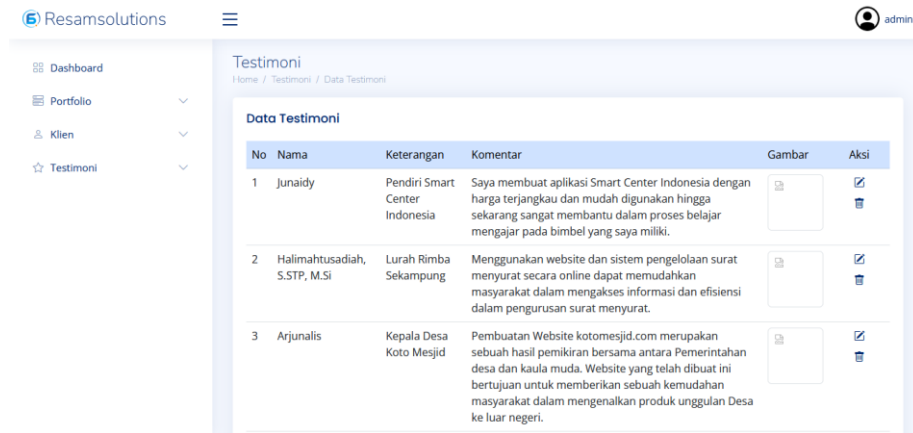 Resamsolutions
admin
Dashboard
Portfolio
Klien
Testimoni
Testimoni
Home / Testimoni / Data Testimoni
Data Testimoni
No Nama Keterangan Komentar Gambar Aksi
1 Junaidy Pendiri Smart Saya membuat aplikasi Smart Center Indonesia dengan
Center harga terjangkau dan mudah digunakan hingga
Indonesia sekarang sangat membantu dalam proses belajar
mengajar pada bimbel yang saya miliki.
2 Halimahtusadiah, Lurah Rimba Menggunakan website dan sistem pengelolaan surat
S.STP, M.Si Sekampung menyurat secara online dapat memudahkan
masyarakat dalam mengakses informasi dan efisiensi
dalam pengurusan surat menyurat.
3 Arjunalis Kepala Desa Pembuatan Website kotomesjid.com merupakan
Koto Mesjid sebuah hasil pemikiran bersama antara Pemerintahan
desa dan kaula muda. Website yang telah dibuat ini
bertujuan untuk memberikan sebuah kemudahan
masyarakat dalam mengenalkan produk unggulan Desa
ke luar negeri.